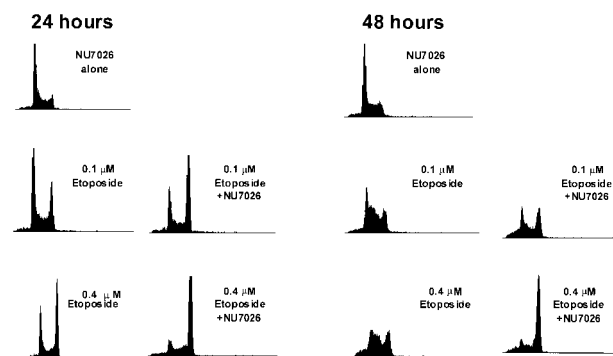 24 hours
48 hours
NU7026
alone
NU7026
alone
0.1 µM
Etoposide
0.1 µM
Etoposide
+NU7026
0.1 µM
Etoposide
0.1 µM
Etoposide
+NU7026
0.4 µM
Etoposide
0.4 µM
Etoposide
+NU7026
0.4 µM
Etoposide
0.4 µM
Etoposide
+NU7026